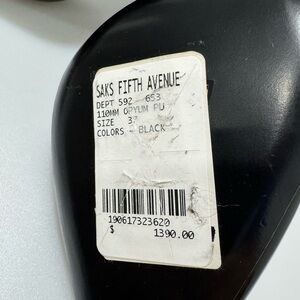 SAKS FIFTH AVENUE
DEPT 592 653
110MM OPYUM PU
SIZE 37
COLORS - BLACK
190617323620
$ 1390.00